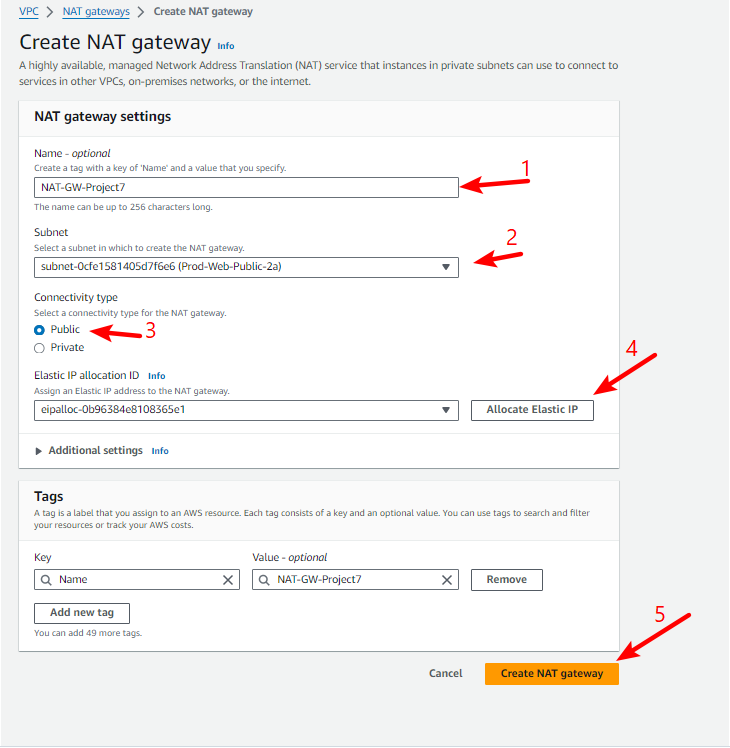 VPC > NAT gateways > Create NAT gateway
Create NAT gateway Info
A highly available, managed Network Address Translation (NAT) service that instances in private subnets can use to connect to
services in other VPCs, on-premises networks, or the internet.
NAT gateway settings
Name - optional
Create a tag with a key of 'Name' and a value that you specify.
1
NAT-GW-Project7
The name can be up to 256 characters long.
Subnet
2
Select a subnet in which to create the NAT gateway.
subnet-0cfe1581405d7f6e6 (Prod-Web-Public-2a)
Connectivity type
Select a connectivity type for the NAT gateway.
Public 3
Private
4
Elastic IP allocation ID Info
Assign an Elastic IP address to the NAT gateway.
eipalloc-0b96384e8108365e1 Allocate Elastic IP
Additional settings Info
Tags
A tag is a label that you assign to an AWS resource. Each tag consists of a key and an optional value. You can use tags to search and filter
your resources or track your AWS costs.
Key Value - optional
Name NAT-GW-Project7 Remove
Add new tag
5
You can add 49 more tags.
Cancel Create NAT gateway